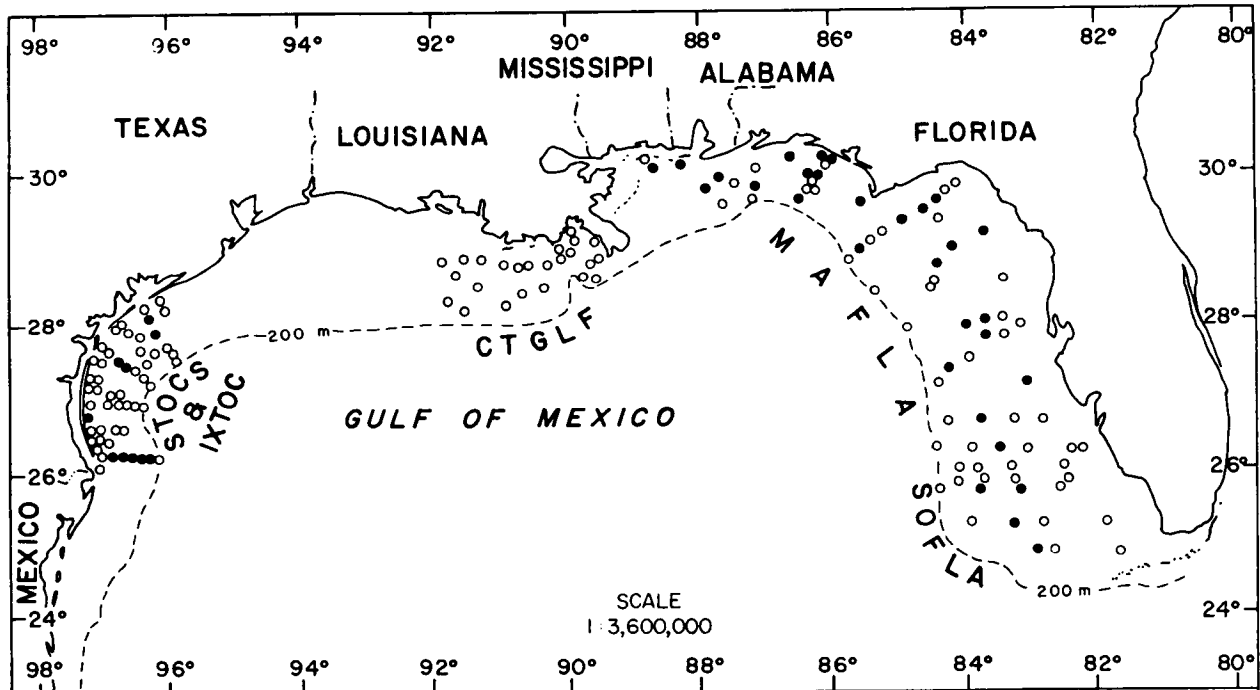 98° 96° 94° 92° 90° 88° 86° 84° 82° 80°
MISSISSIPPI ALABAMA
TEXAS LOUISIANA FLORIDA
30° 30°
MAFLA
28° 28°
200 m
CTGLF
STOCS
&
IXTOC
GULF OF MEXICO
26° 26°
SOFLA
MEXICO
200 m
SCALE
1:3,600,000
24° 24°
98° 96° 94° 92° 90° 88° 86° 84° 82° 80°